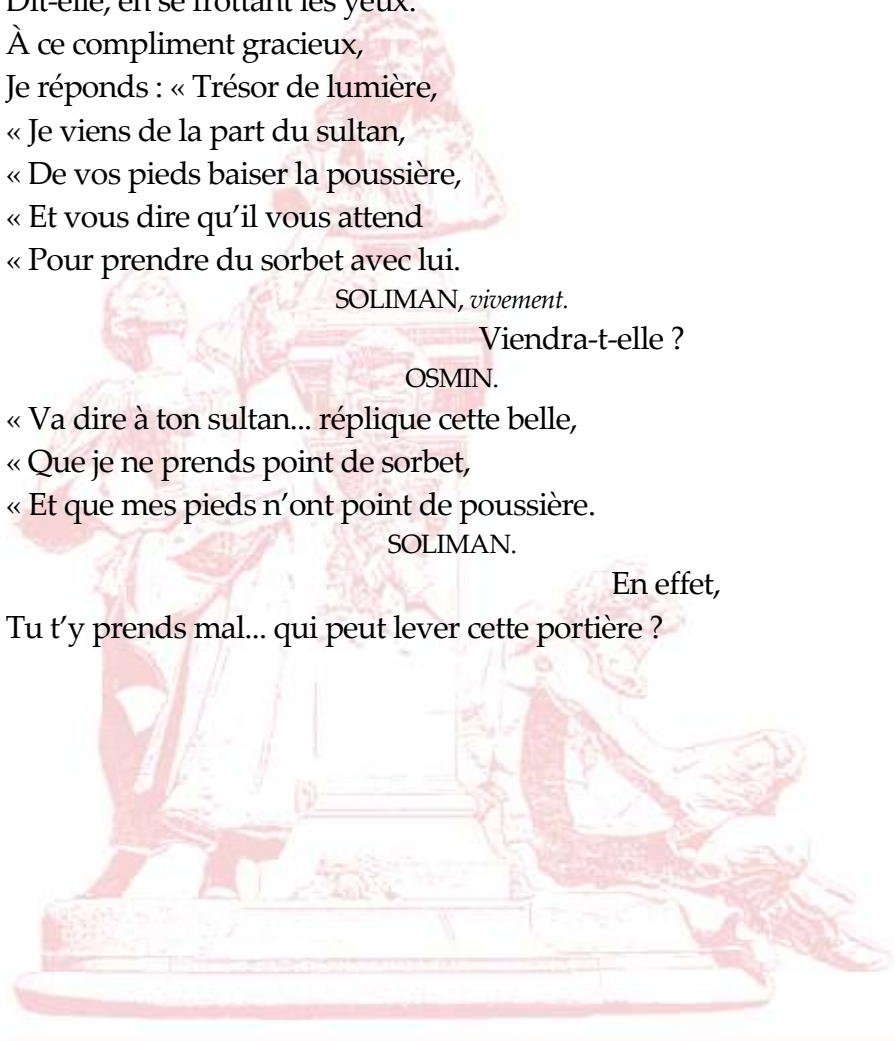 Dit-elle, en se frottant les yeux.
À ce compliment gracieux,
Je réponds : « Trésor de lumière,
« Je viens de la part du sultan,
« De vos pieds baiser la poussière,
« Et vous dire qu’il vous attend
« Pour prendre du sorbet avec lui.
SOLIMAN, vivement.
Viendra-t-elle ?
OSMIN.
« Va dire à ton sultan... réplique cette belle,
« Que je ne prends point de sorbet,
« Et que mes pieds n’ont point de poussière.
SOLIMAN.
En effet,
Tu t'y prends mal... qui peut lever cette portière ?